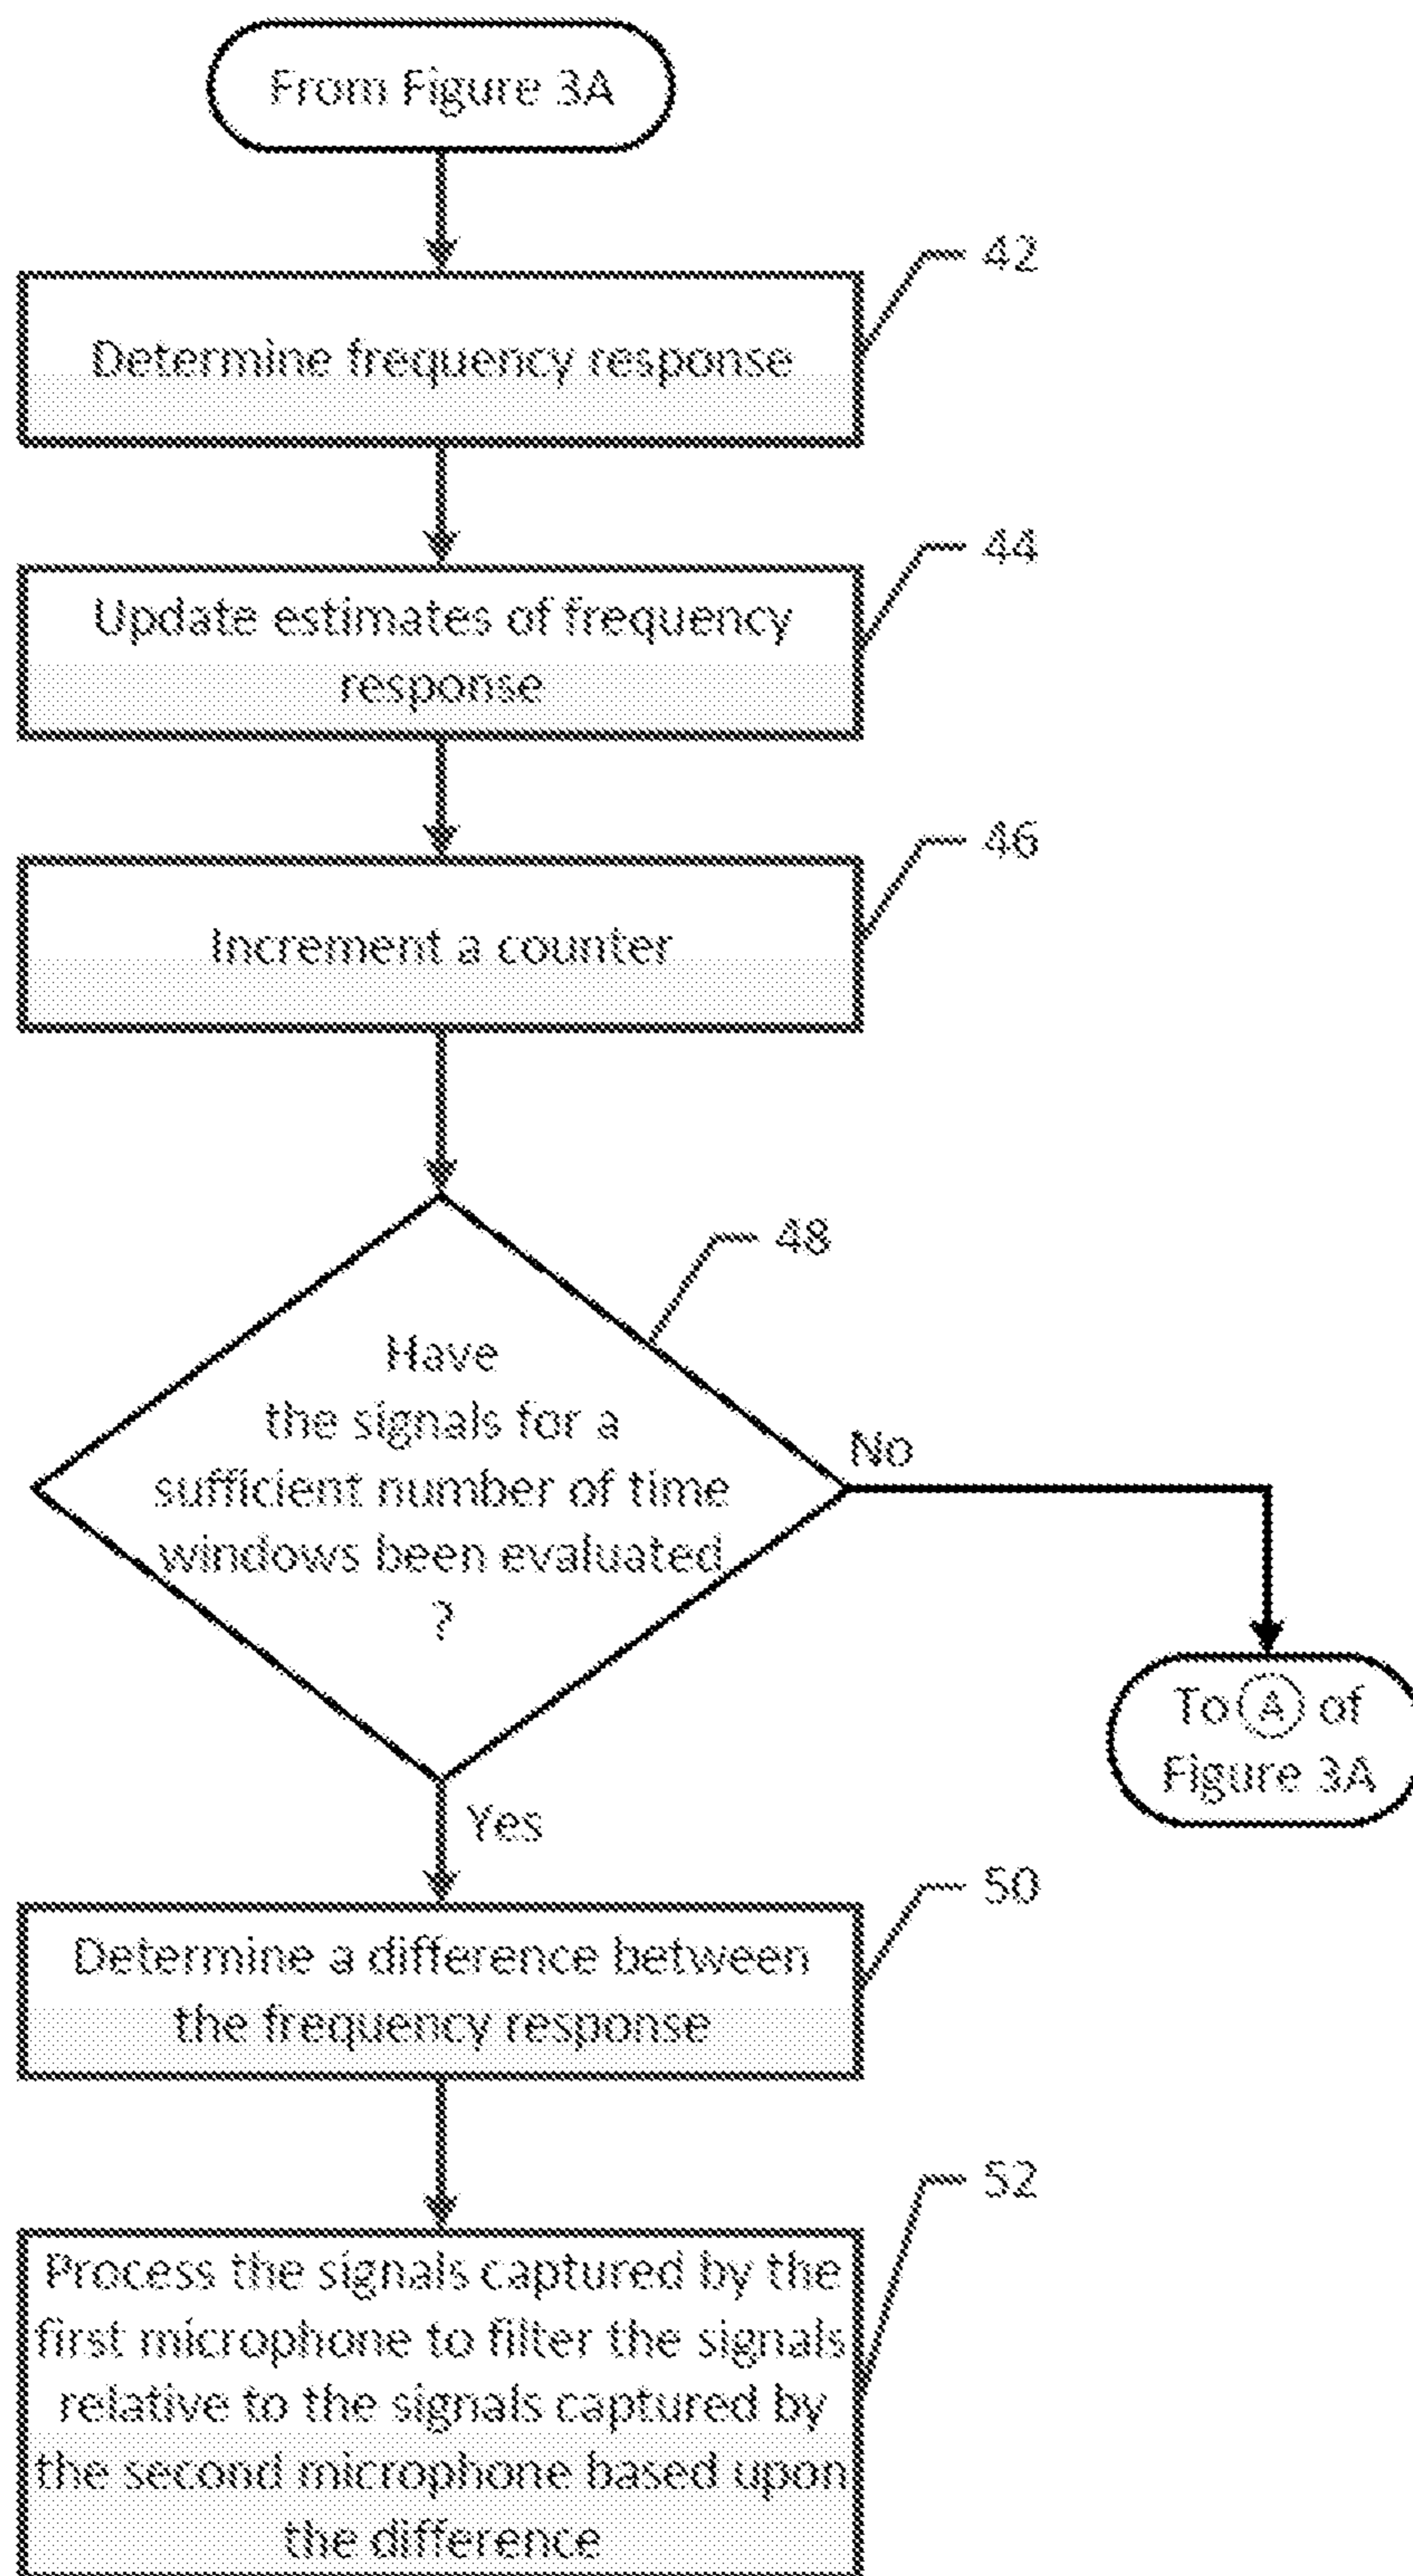 From Figure 3A
42
Determine frequency response
44
Update estimates of frequency
response
46
Increment a counter
48
Have
the signals for a
sufficient number of time
windows been evaluated
?
No
To A of
Figure 3A
Yes
50
Determine a difference between
the frequency response
52
Process the signals captured by the
first microphone to filter the signals
relative to the signals captured by
the second microphone based upon
the difference